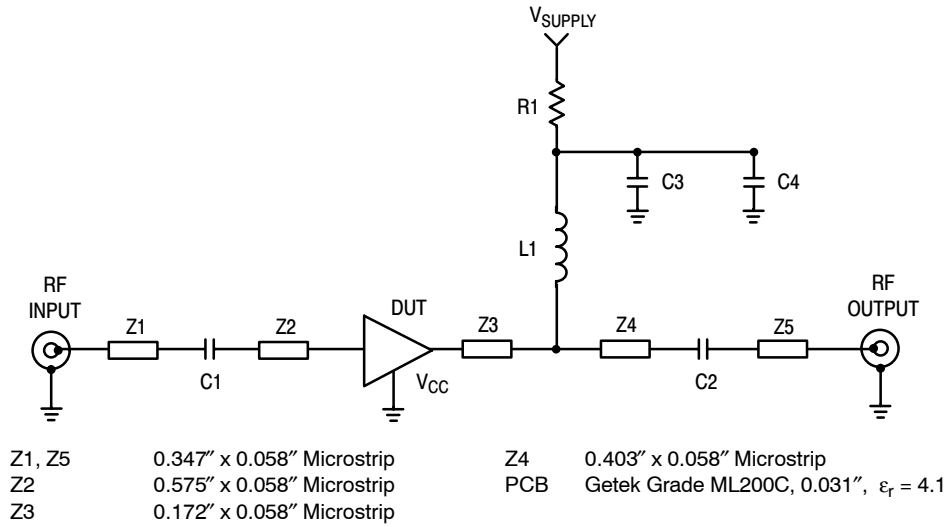 V_SUPPLY
R1
C3
C4
L1
RF
INPUT
RF
OUTPUT
DUT
Z1
Z2
Z3
Z4
Z5
C1
V_CC
C2
Z1, Z5 0.347″ x 0.058″ Microstrip
Z2 0.575″ x 0.058″ Microstrip
Z3 0.172″ x 0.058″ Microstrip
Z4 0.403″ x 0.058″ Microstrip
PCB Getek Grade ML200C, 0.031″, ε_r = 4.1